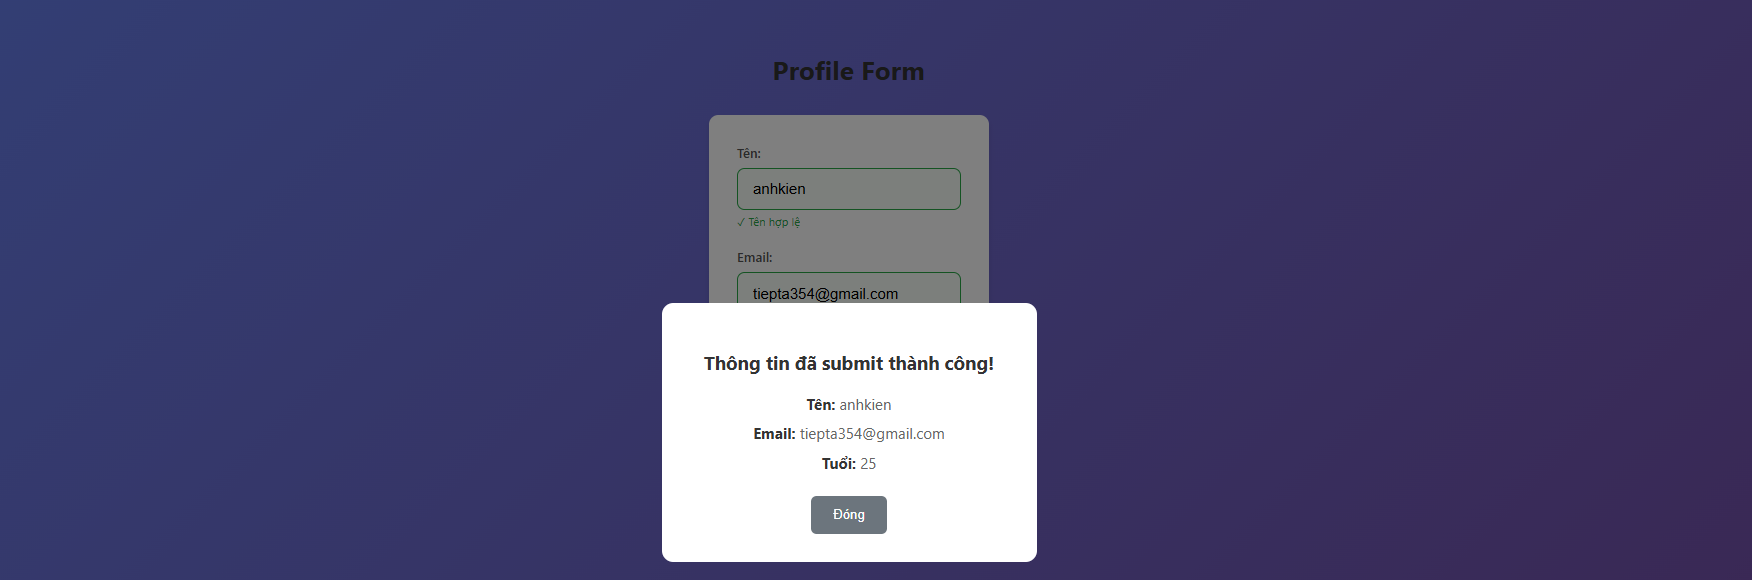 Profile Form
Tên:
anhkien
✓ Tên hợp lệ
Email:
tiepta354@gmail.com
Thông tin đã submit thành công!
Tên: anhkien
Email: tiepta354@gmail.com
Tuổi: 25
Đóng